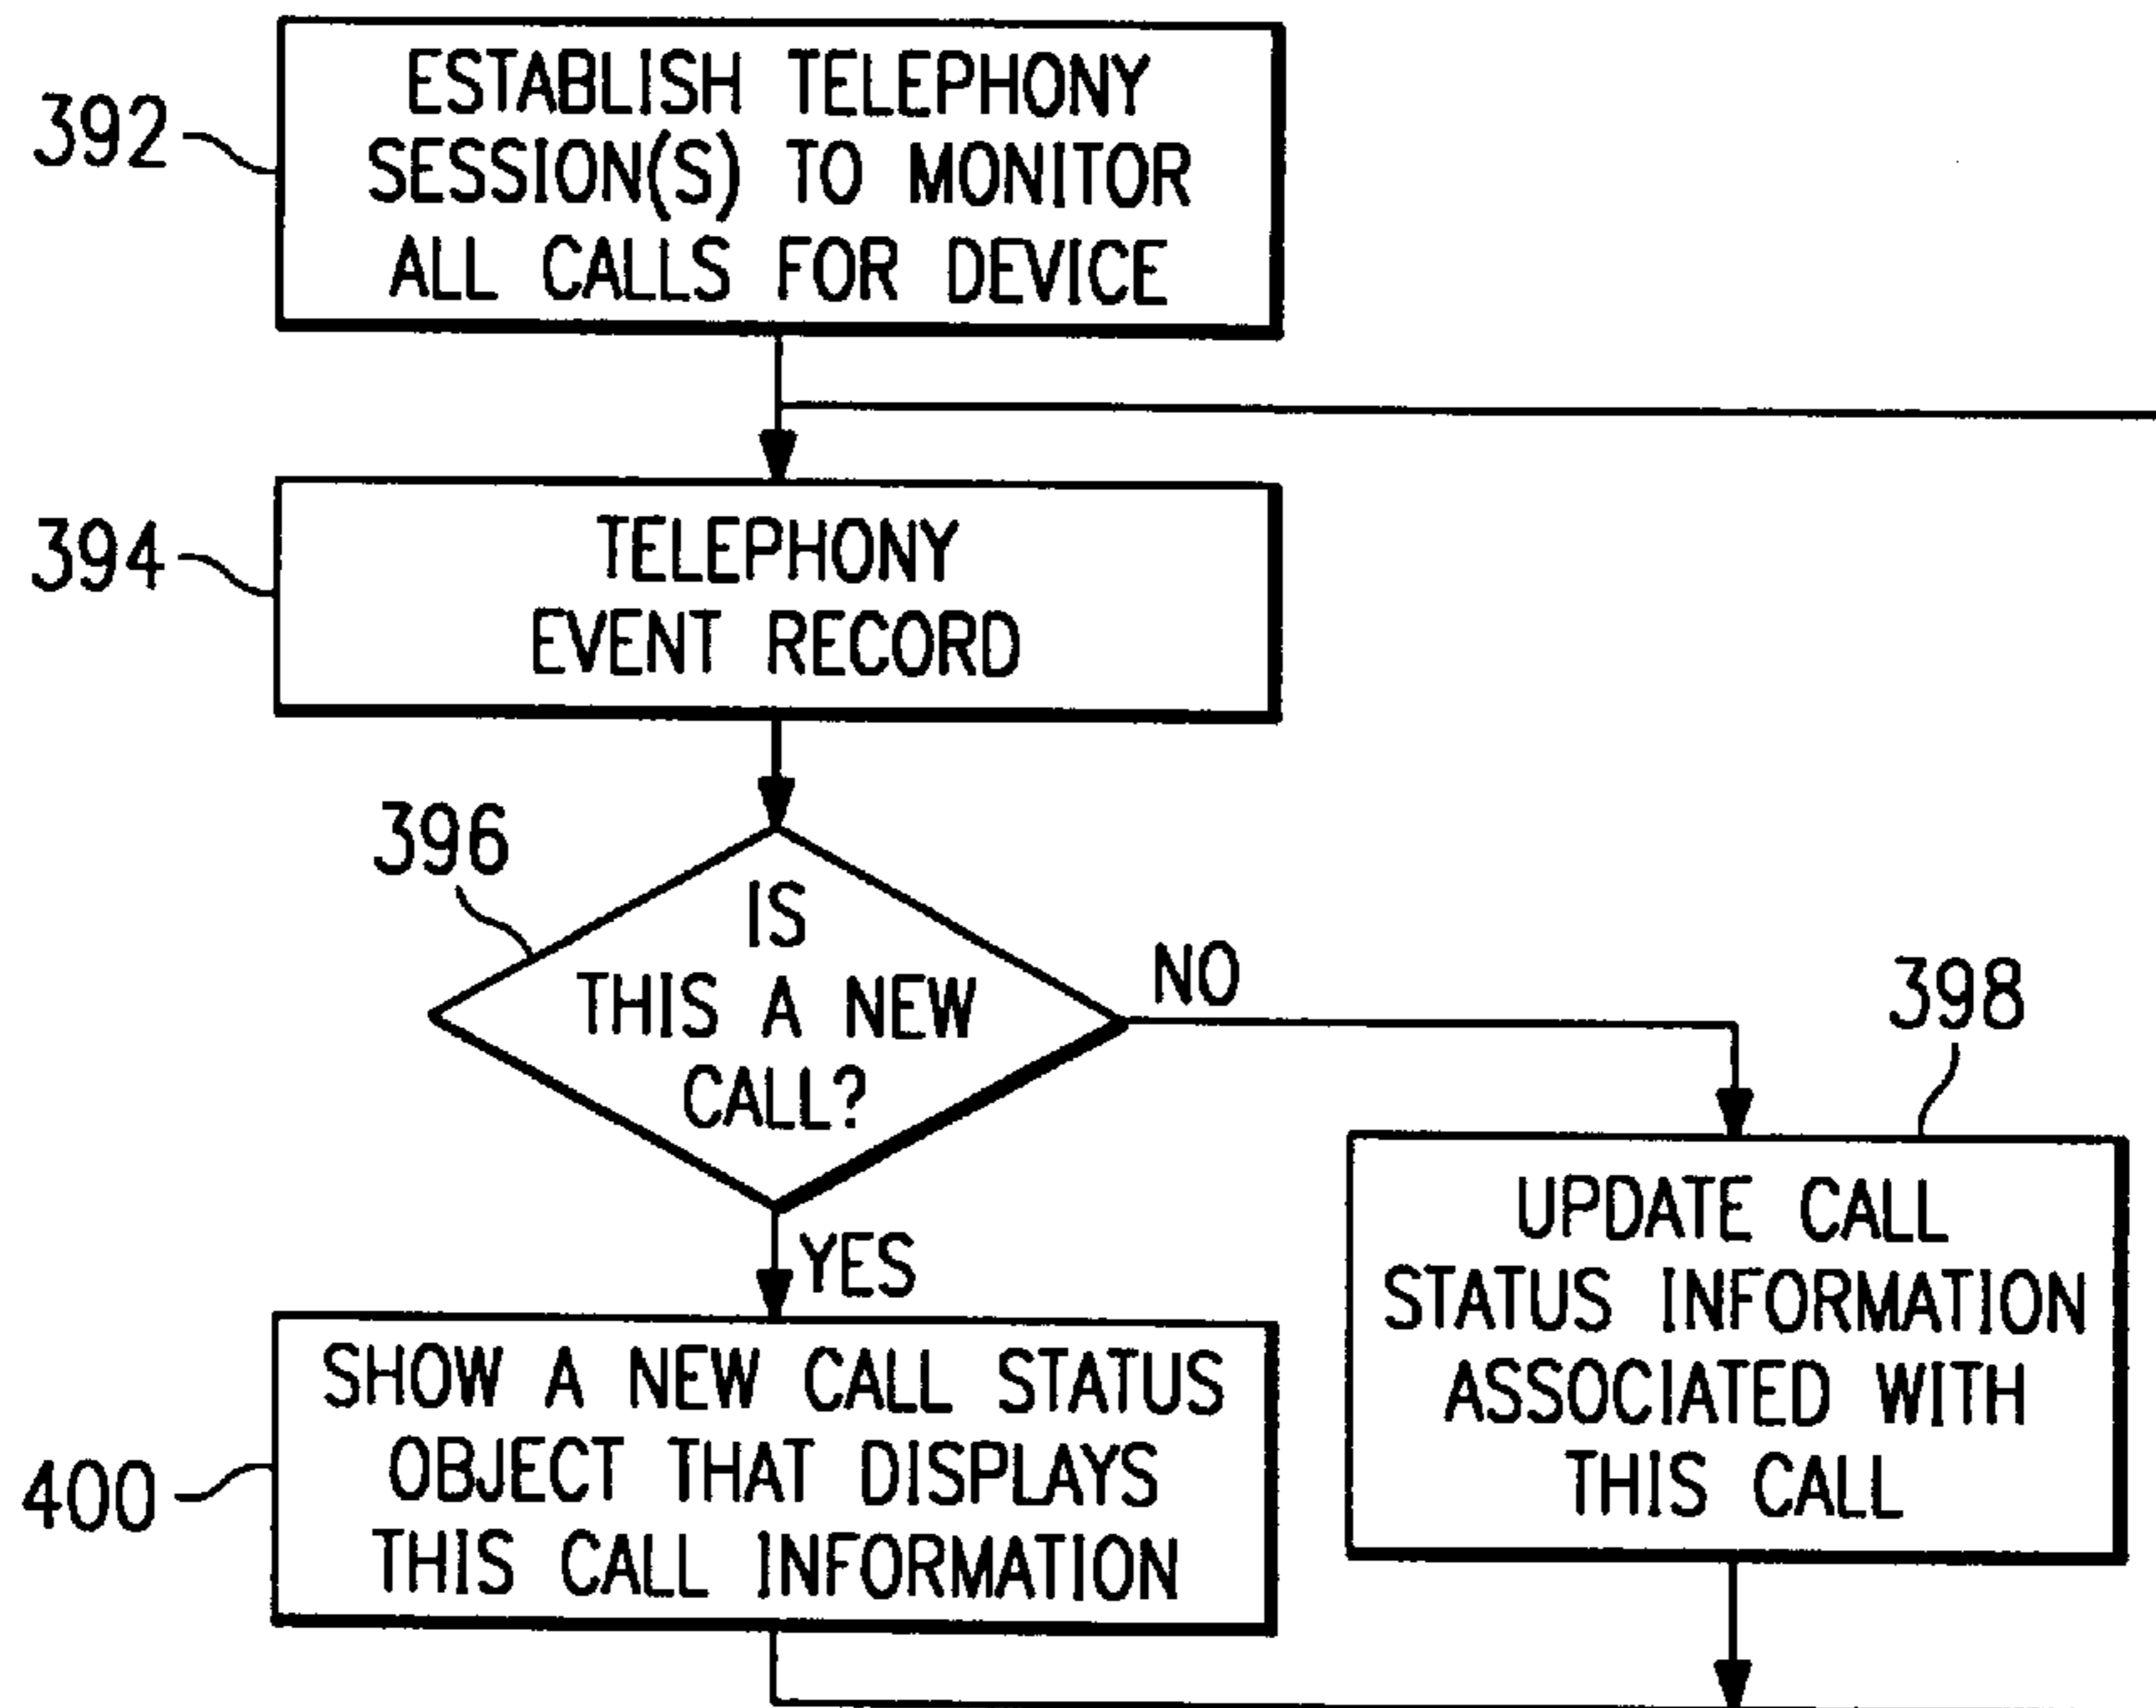 392
ESTABLISH TELEPHONY
SESSION(S) TO MONITOR
ALL CALLS FOR DEVICE
394
TELEPHONY
EVENT RECORD
396
IS
THIS A NEW
CALL?
NO
398
YES
UPDATE CALL
STATUS INFORMATION
ASSOCIATED WITH
THIS CALL
400
SHOW A NEW CALL STATUS
OBJECT THAT DISPLAYS
THIS CALL INFORMATION